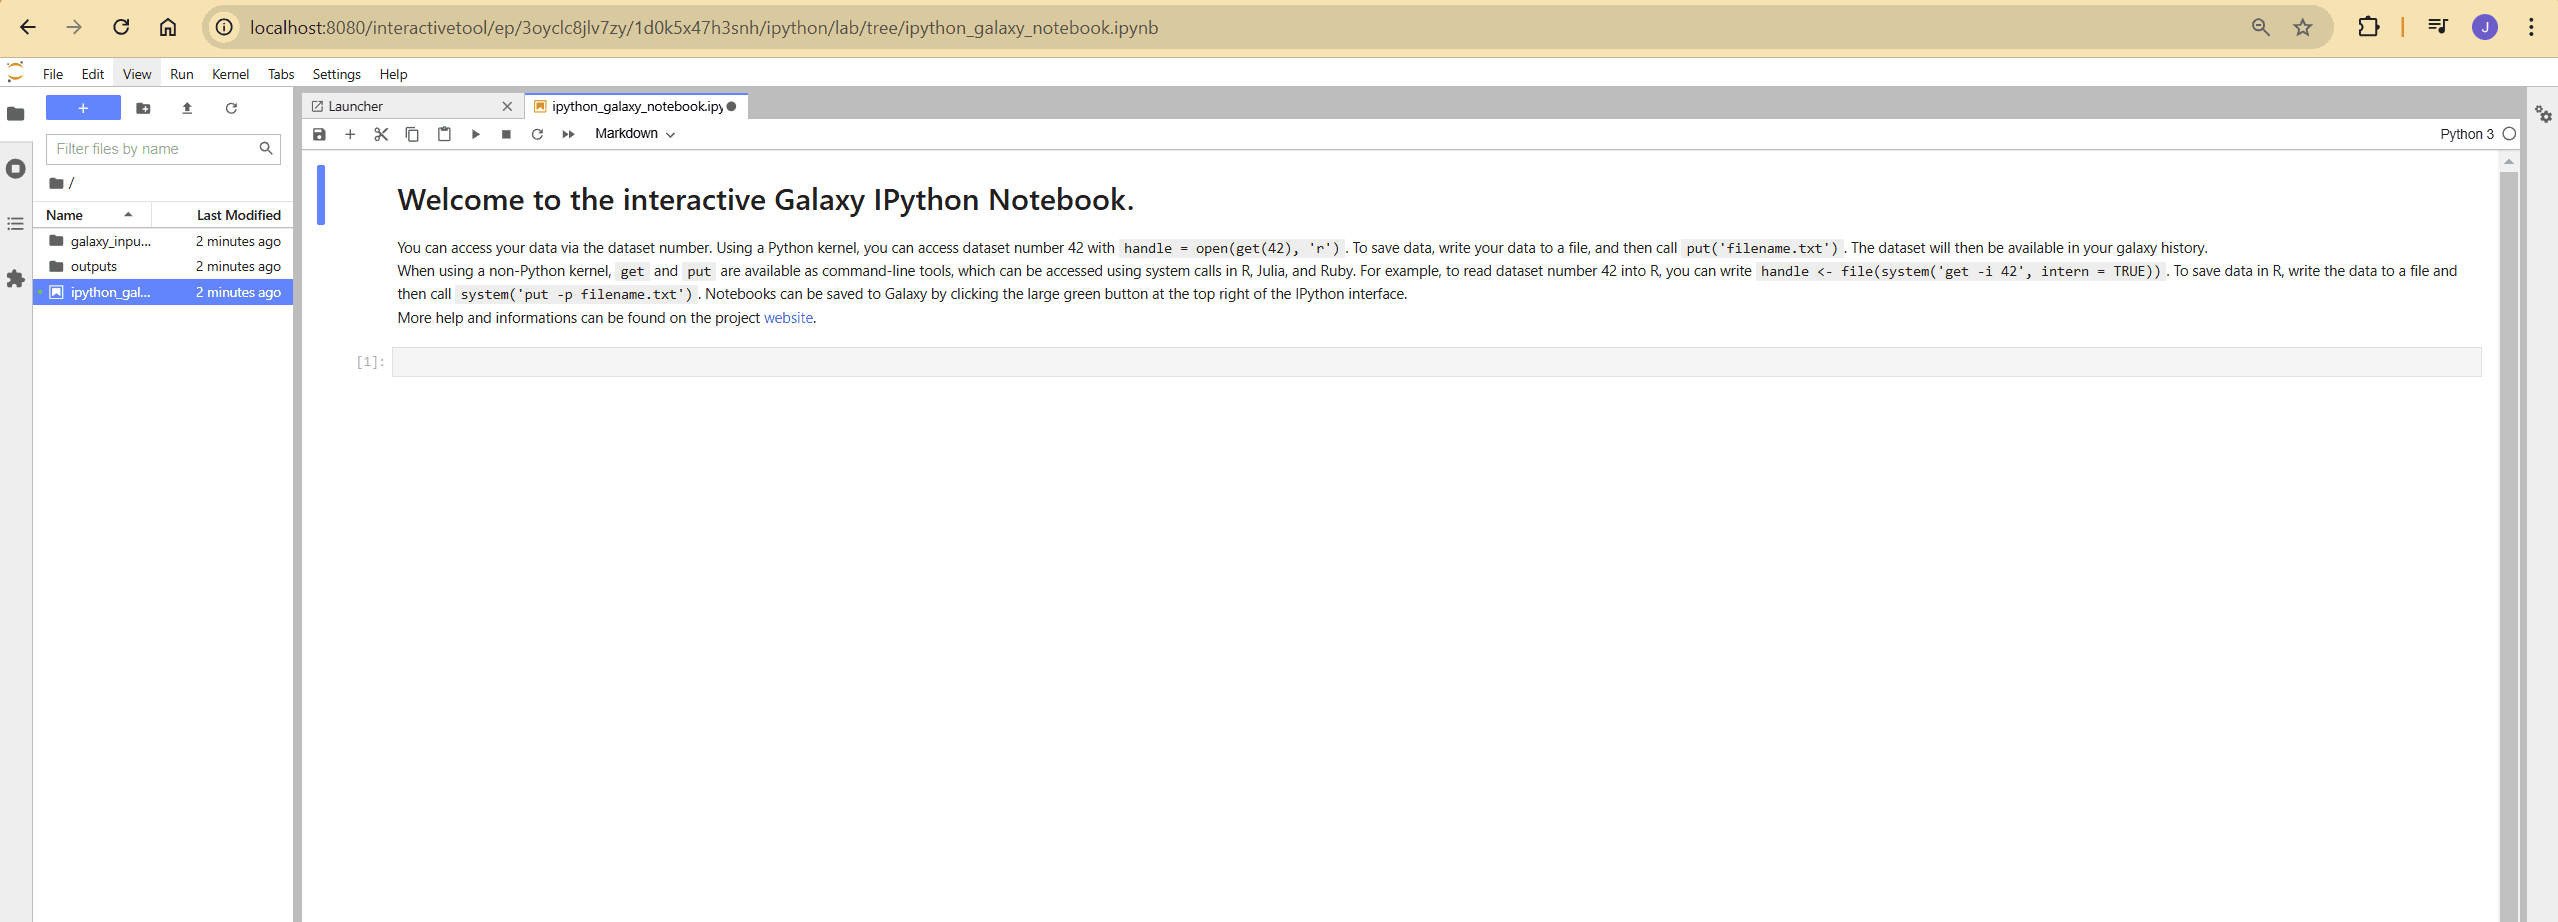 localhost:8080/interactivetool/ep/3oyclc8jlv7zy/1d0k5x47h3snh/ipython/lab/tree/ipython_galaxy_notebook.ipynb
J
File Edit View Run Kernel Tabs Settings Help
+
Launcher
ipython_galaxy_notebook.ipy
Markdown
Python 3
Filter files by name
/
Name Last Modified
galaxy_inpu... 2 minutes ago
outputs 2 minutes ago
ipython_gal... 2 minutes ago
Welcome to the interactive Galaxy IPython Notebook.
You can access your data via the dataset number. Using a Python kernel, you can access dataset number 42 with handle = open(get(42), 'r'). To save data, write your data to a file, and then call put('filename.txt'). The dataset will then be available in your galaxy history.
When using a non-Python kernel, get and put are available as command-line tools, which can be accessed using system calls in R, Julia, and Ruby. For example, to read dataset number 42 into R, you can write handle <- file(system('get -i 42', intern = TRUE)). To save data in R, write the data to a file and
then call system('put -p filename.txt'). Notebooks can be saved to Galaxy by clicking the large green button at the top right of the IPython interface.
More help and informations can be found on the project website.
[1]: